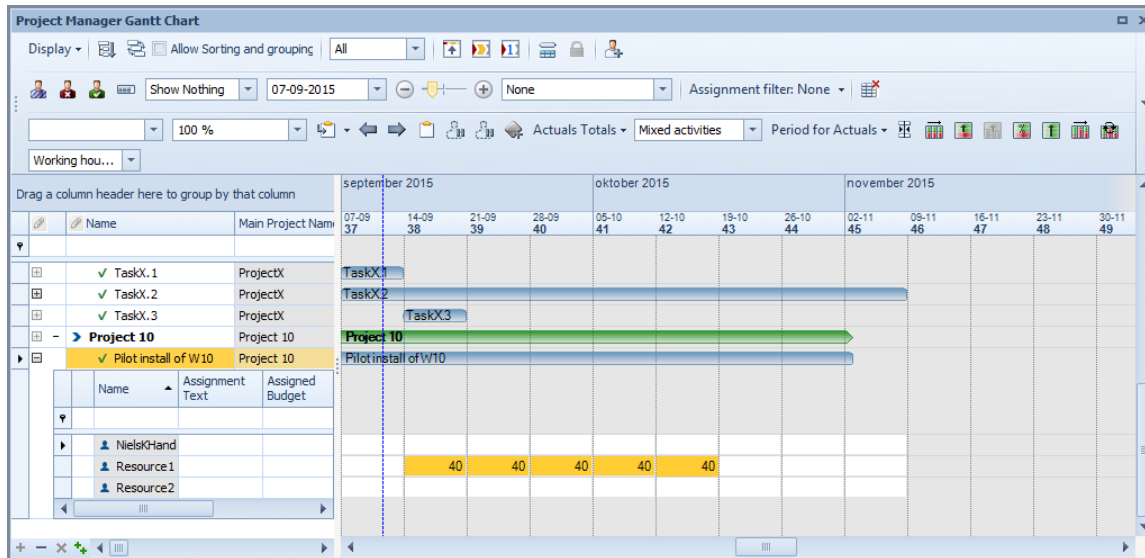 Project Manager Gantt Chart
Display Allow Sorting and grouping All
Show Nothing 07-09-2015 None Assignment filter: None
100 % Actuals Totals Mixed activities Period for Actuals
Working hou...
Drag a column header here to group by that column
september 2015 oktober 2015 november 2015
Name Main Project Name
07-09 14-09 21-09 28-09 05-10 12-10 19-10 26-10 02-11 09-11 16-11 23-11 30-11
37 38 39 40 41 42 43 44 45 46 47 48 49
TaskX.1 ProjectX TaskX.1
TaskX.2 ProjectX TaskX.2
TaskX.3 ProjectX TaskX.3
Project 10 Project 10 Project 10
Pilot install of W10 Project 10 Pilot install of W10
Name Assignment Text Assigned Budget
NielsKHand
Resource1 40 40 40 40 40
Resource2